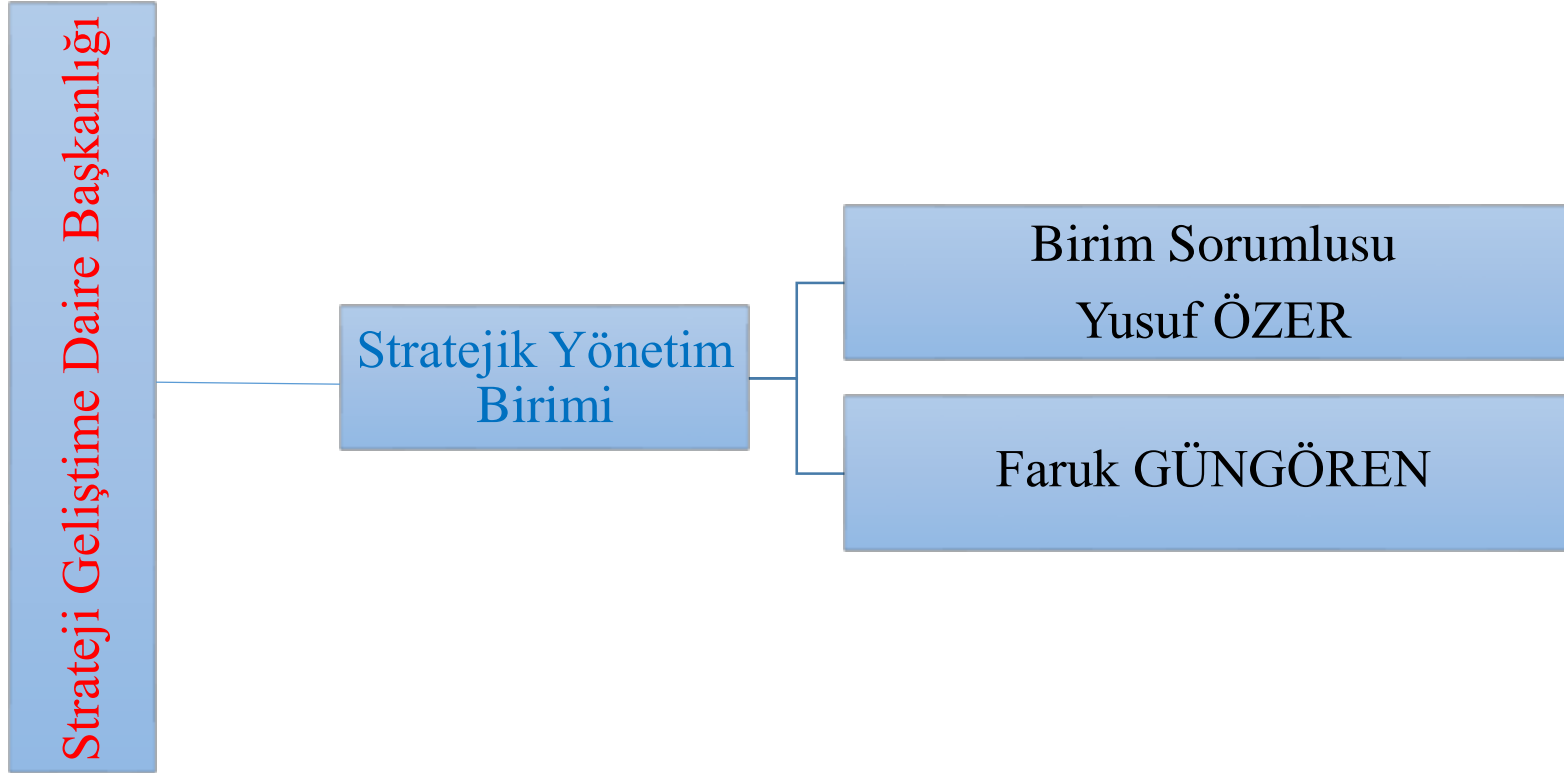 Strateji Geliştime Daire Başkanlığı
Stratejik Yönetim
Birimi
Birim Sorumlusu
Yusuf ÖZER
Faruk GÜNGÖREN